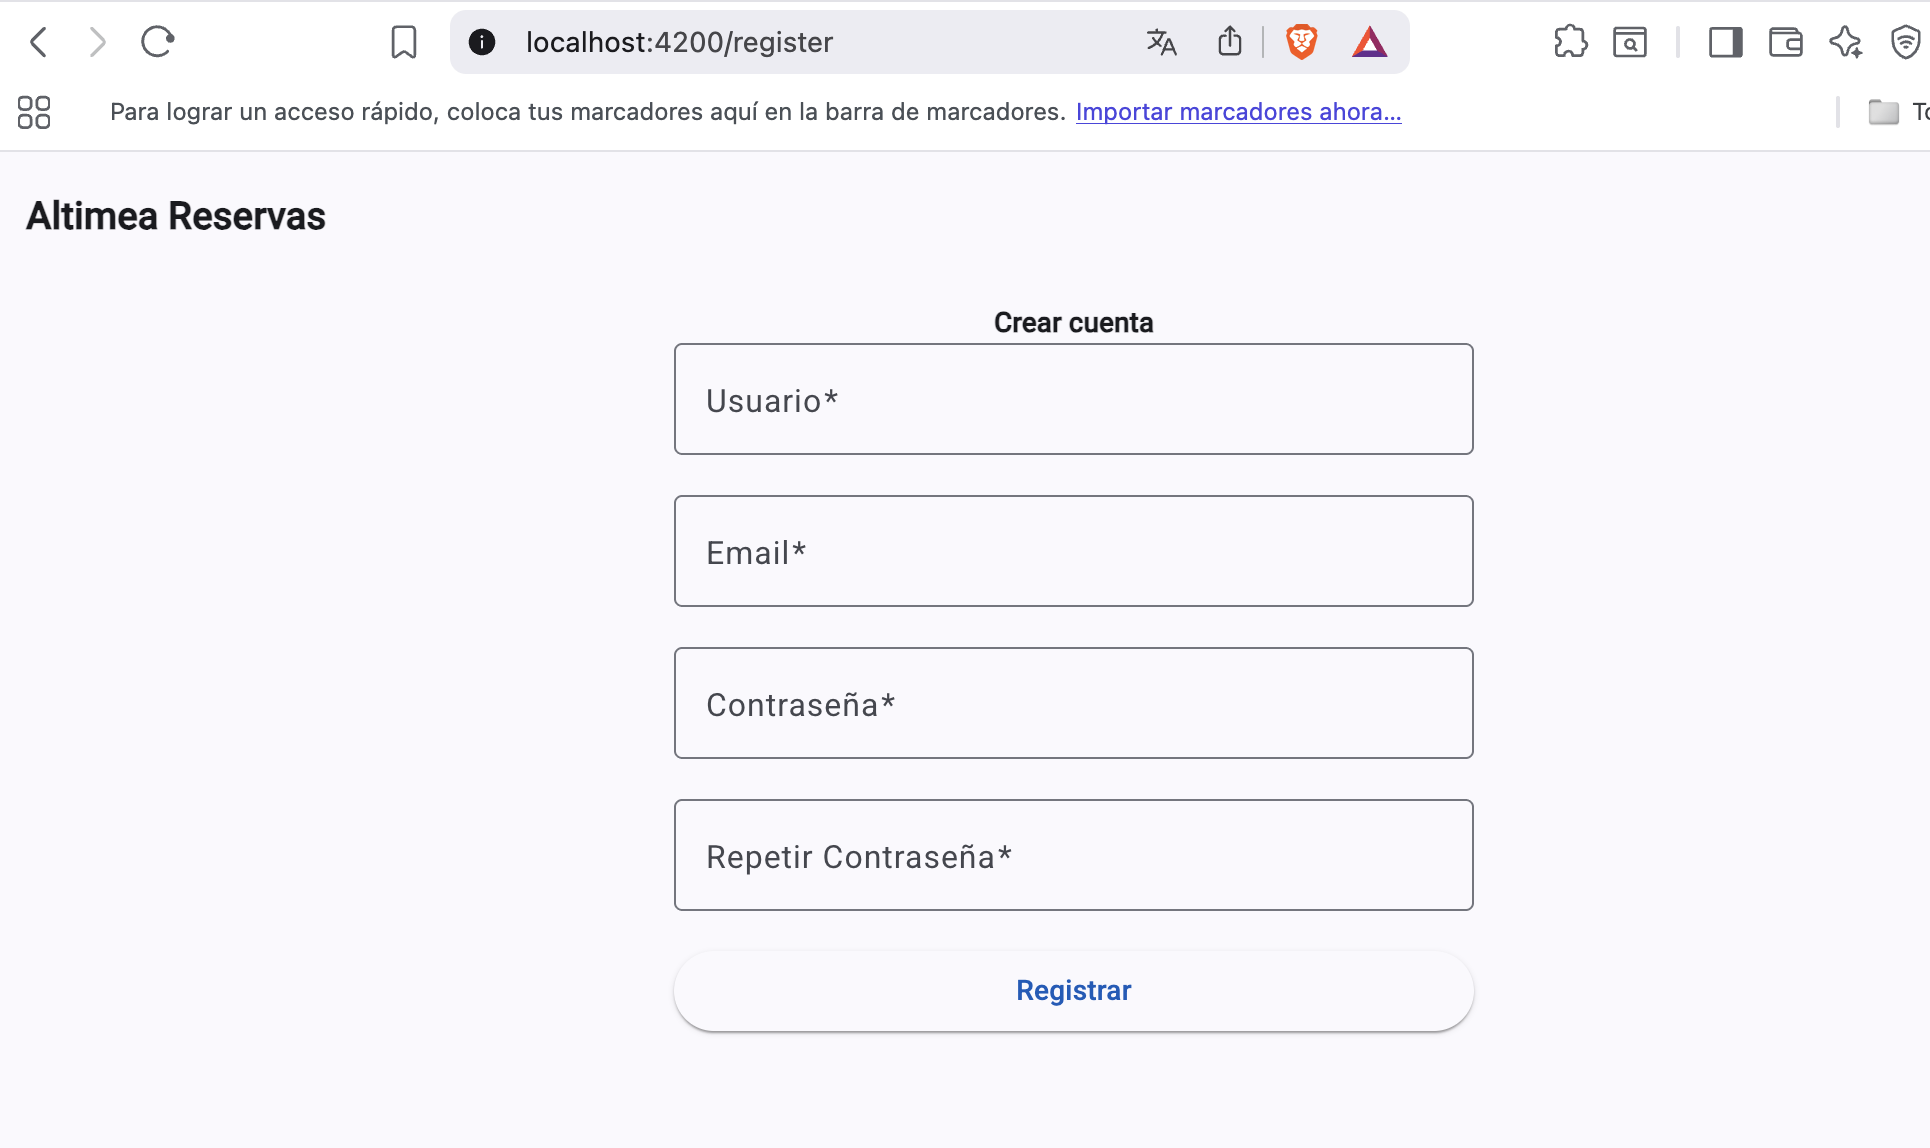 localhost:4200/register
Para lograr un acceso rápido, coloca tus marcadores aquí en la barra de marcadores. Importar marcadores ahora...
Altimea Reservas
Crear cuenta
Usuario*
Email*
Contraseña*
Repetir Contraseña*
Registrar